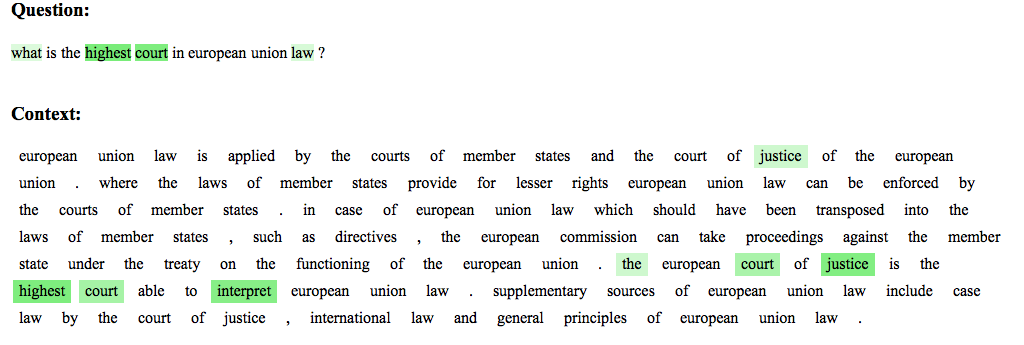 Question:
what is the highest court in european union law ?
Context:
european union law is applied by the courts of member states and the court of justice of the european
union . where the laws of member states provide for lesser rights european union law can be enforced by
the courts of member states . in case of european union law which should have been transposed into the
laws of member states , such as directives , the european commission can take proceedings against the member
state under the treaty on the functioning of the european union . the european court of justice is the
highest court able to interpret european union law . supplementary sources of european union law include case
law by the court of justice , international law and general principles of european union law .